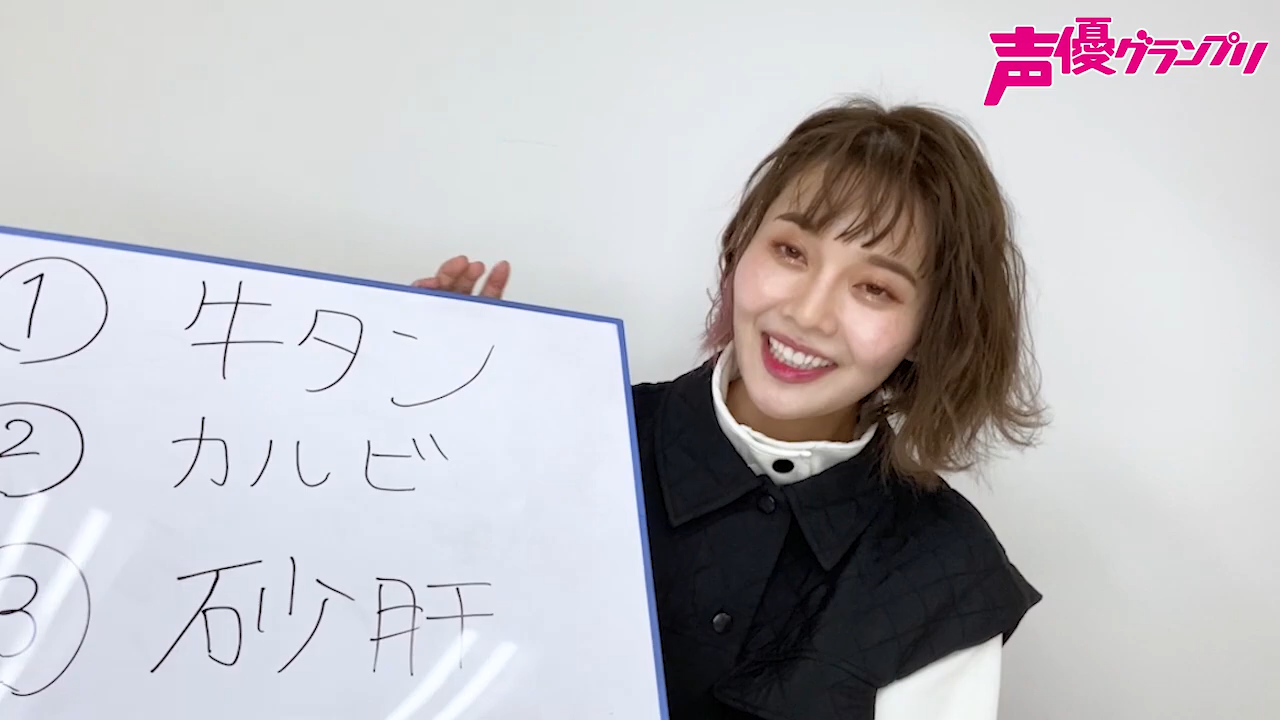 声優グランプリ
① 牛タン
② カルビ
③ 砂肝